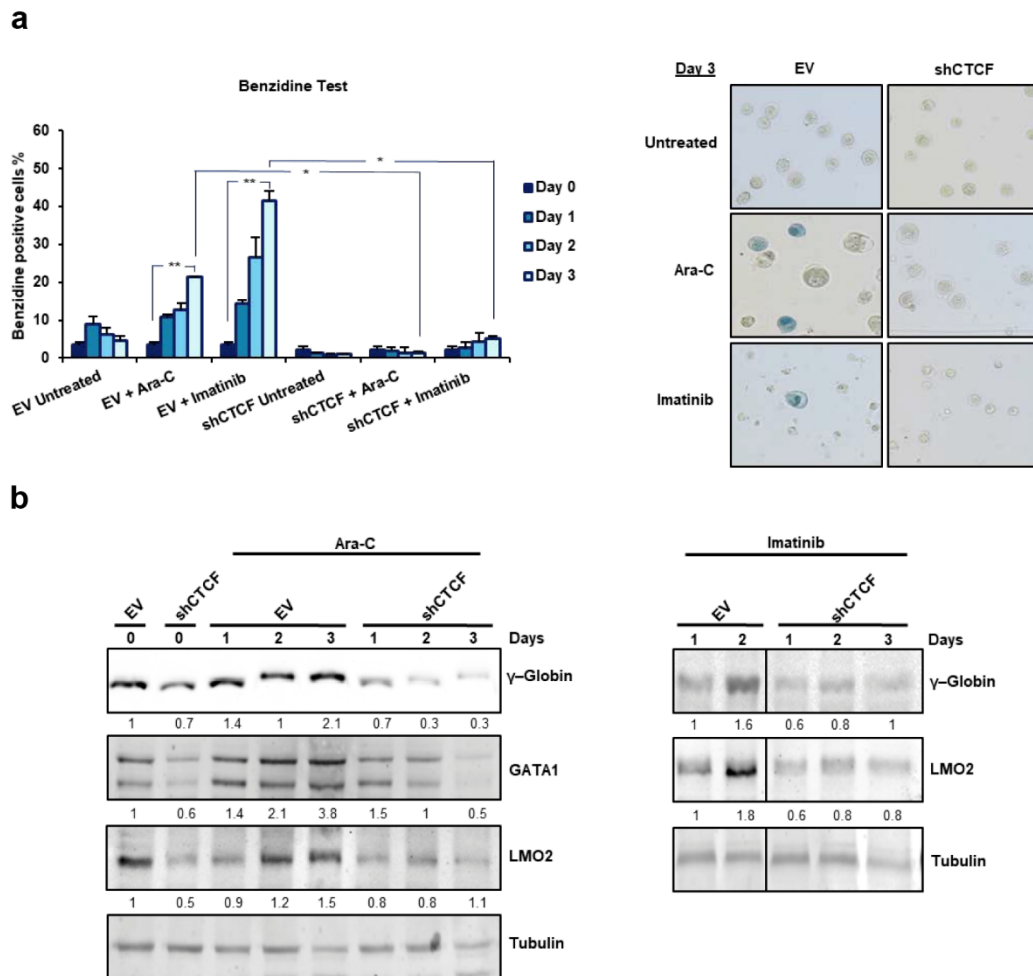 a
Benzidine Test
Benzidine positive cells %
60
50
40
30
20
10
0
**
**
*
*
Day 0
Day 1
Day 2
Day 3
EV Untreated
EV + Ara-C
EV + Imatinib
shCTCF Untreated
shCTCF + Ara-C
shCTCF + Imatinib
Day 3 EV shCTCF
Untreated
Ara-C
Imatinib
b
Ara-C
EV shCTCF EV shCTCF
0 0 1 2 3 1 2 3 Days
γ–Globin
1 0.7 1.4 1 2.1 0.7 0.3 0.3
GATA1
1 0.6 1.4 2.1 3.8 1.5 1 0.5
LMO2
1 0.5 0.9 1.2 1.5 0.8 0.8 1.1
Tubulin
Imatinib
EV shCTCF
1 2 1 2 3 Days
γ–Globin
1 1.6 0.6 0.8 1
LMO2
1 1.8 0.6 0.8 0.8
Tubulin